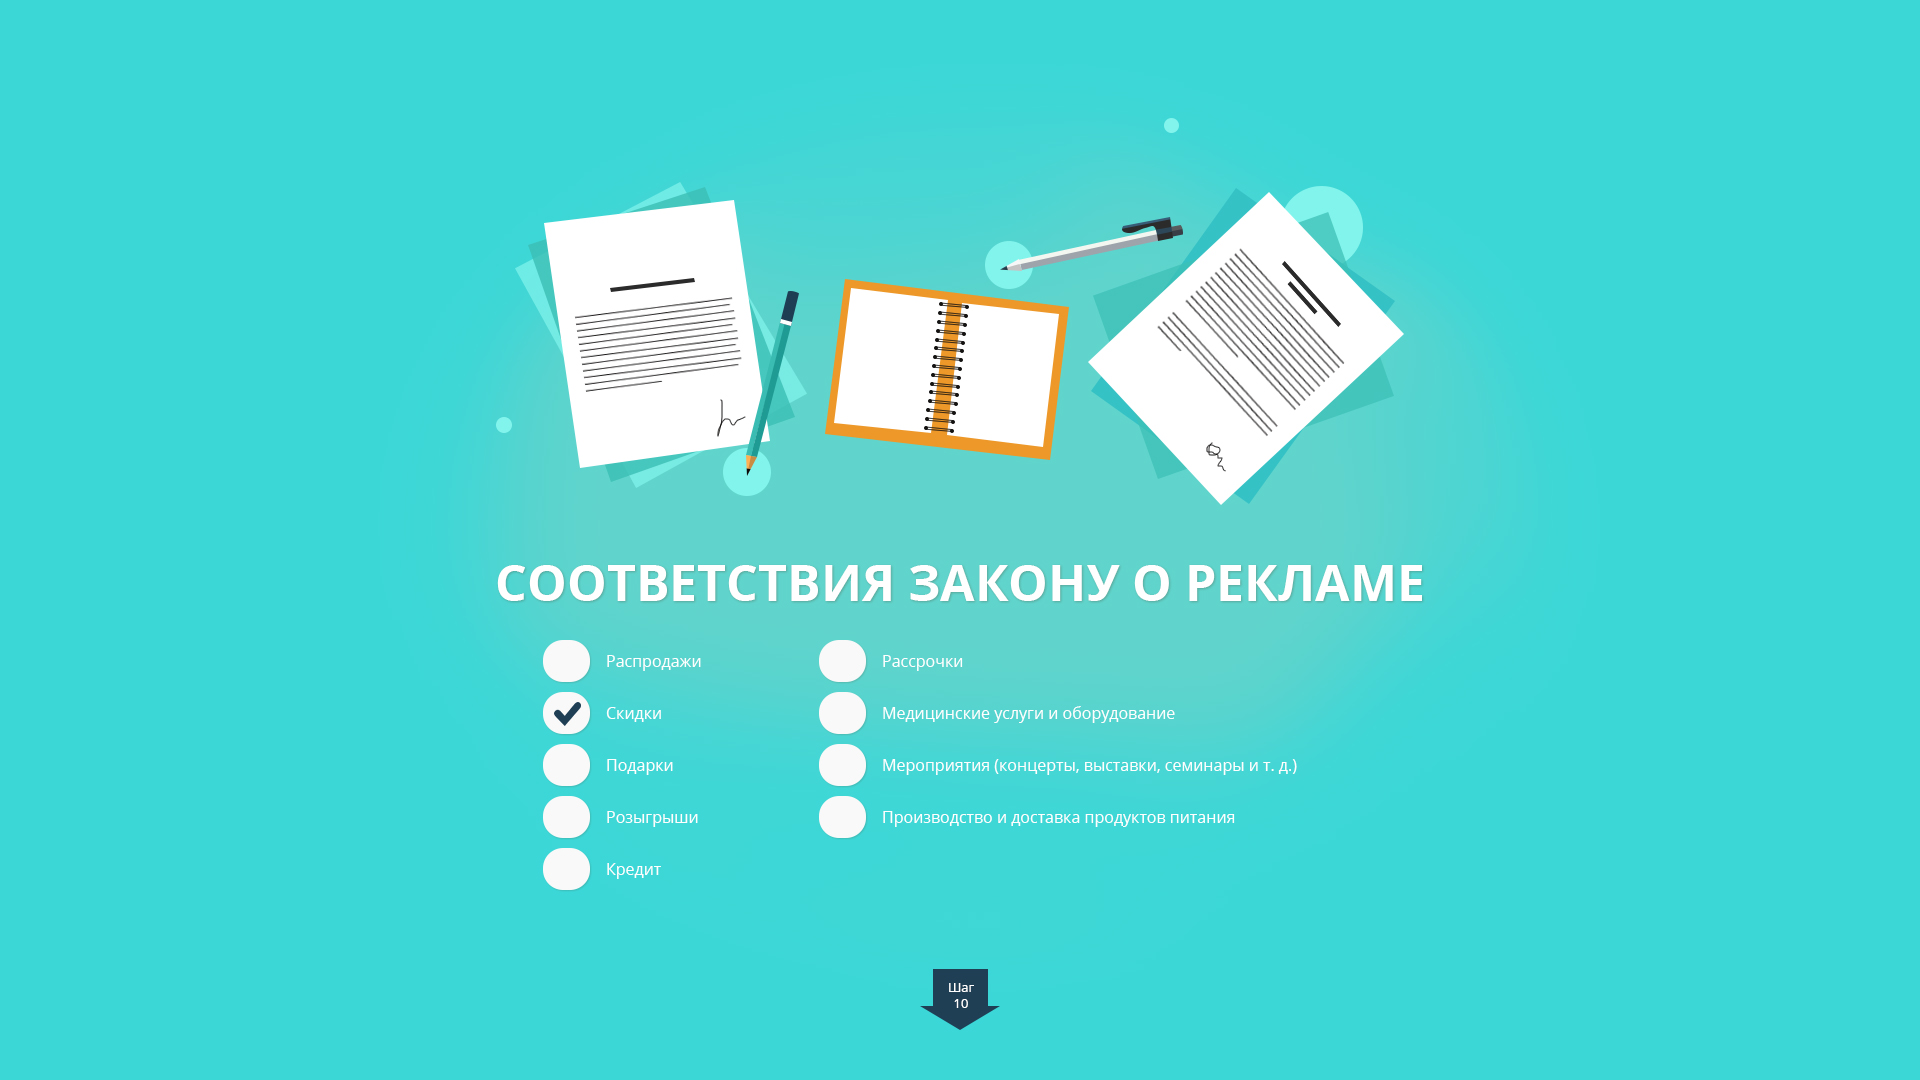 СООТВЕТСТВИЯ ЗАКОНУ О РЕКЛАМЕ
Распродажи
Скидки
Подарки
Розыгрыши
Кредит
Рассрочки
Медицинские услуги и оборудование
Мероприятия (концерты, выставки, семинары и т. д.)
Производство и доставка продуктов питания
Шаг
10